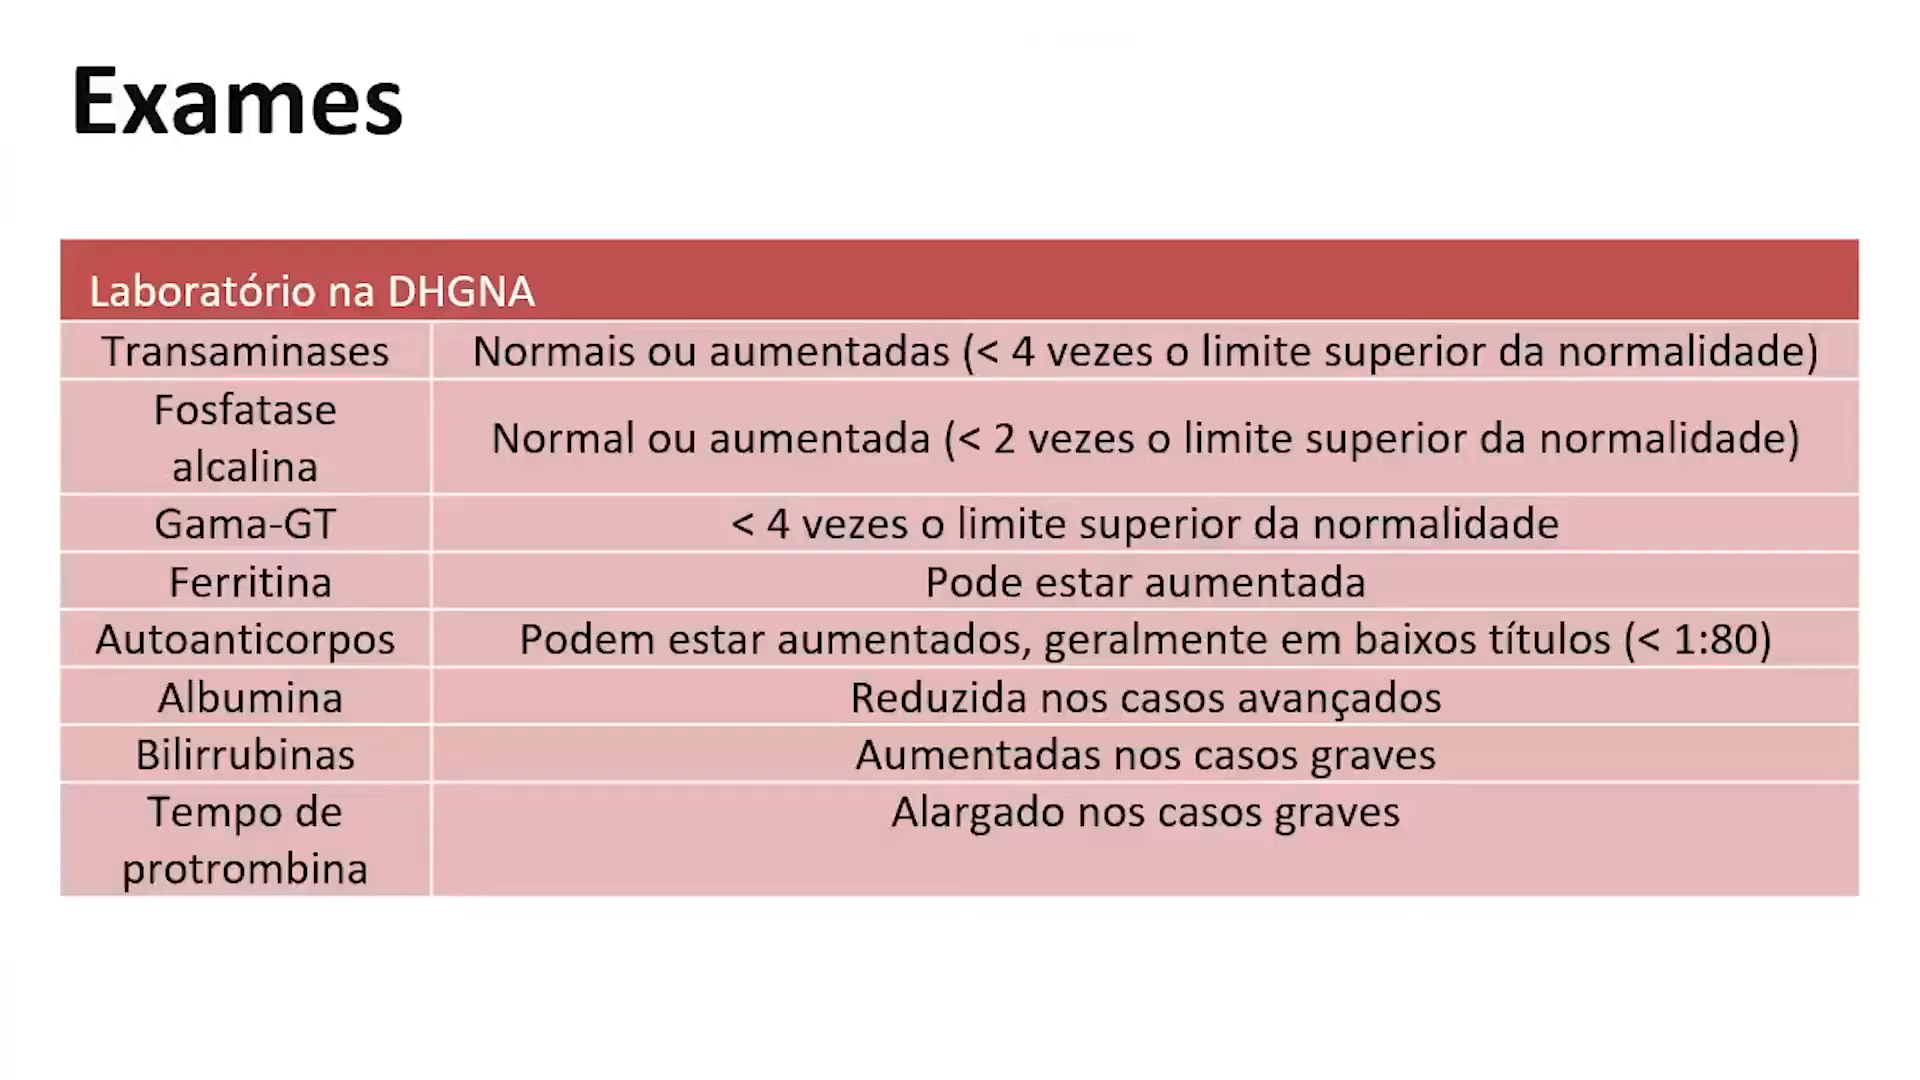 Exames
Laboratório na DHGNA
Transaminases
Normais ou aumentadas (< 4 vezes o limite superior da normalidade)
Fosfatase
alcalina
Normal ou aumentada (< 2 vezes o limite superior da normalidade)
Gama-GT
< 4 vezes o limite superior da normalidade
Ferritina
Pode estar aumentada
Autoanticorpos
Podem estar aumentados, geralmente em baixos títulos (< 1:80)
Albumina
Reduzida nos casos avançados
Bilirrubinas
Aumentadas nos casos graves
Tempo de
protrombina
Alargado nos casos graves